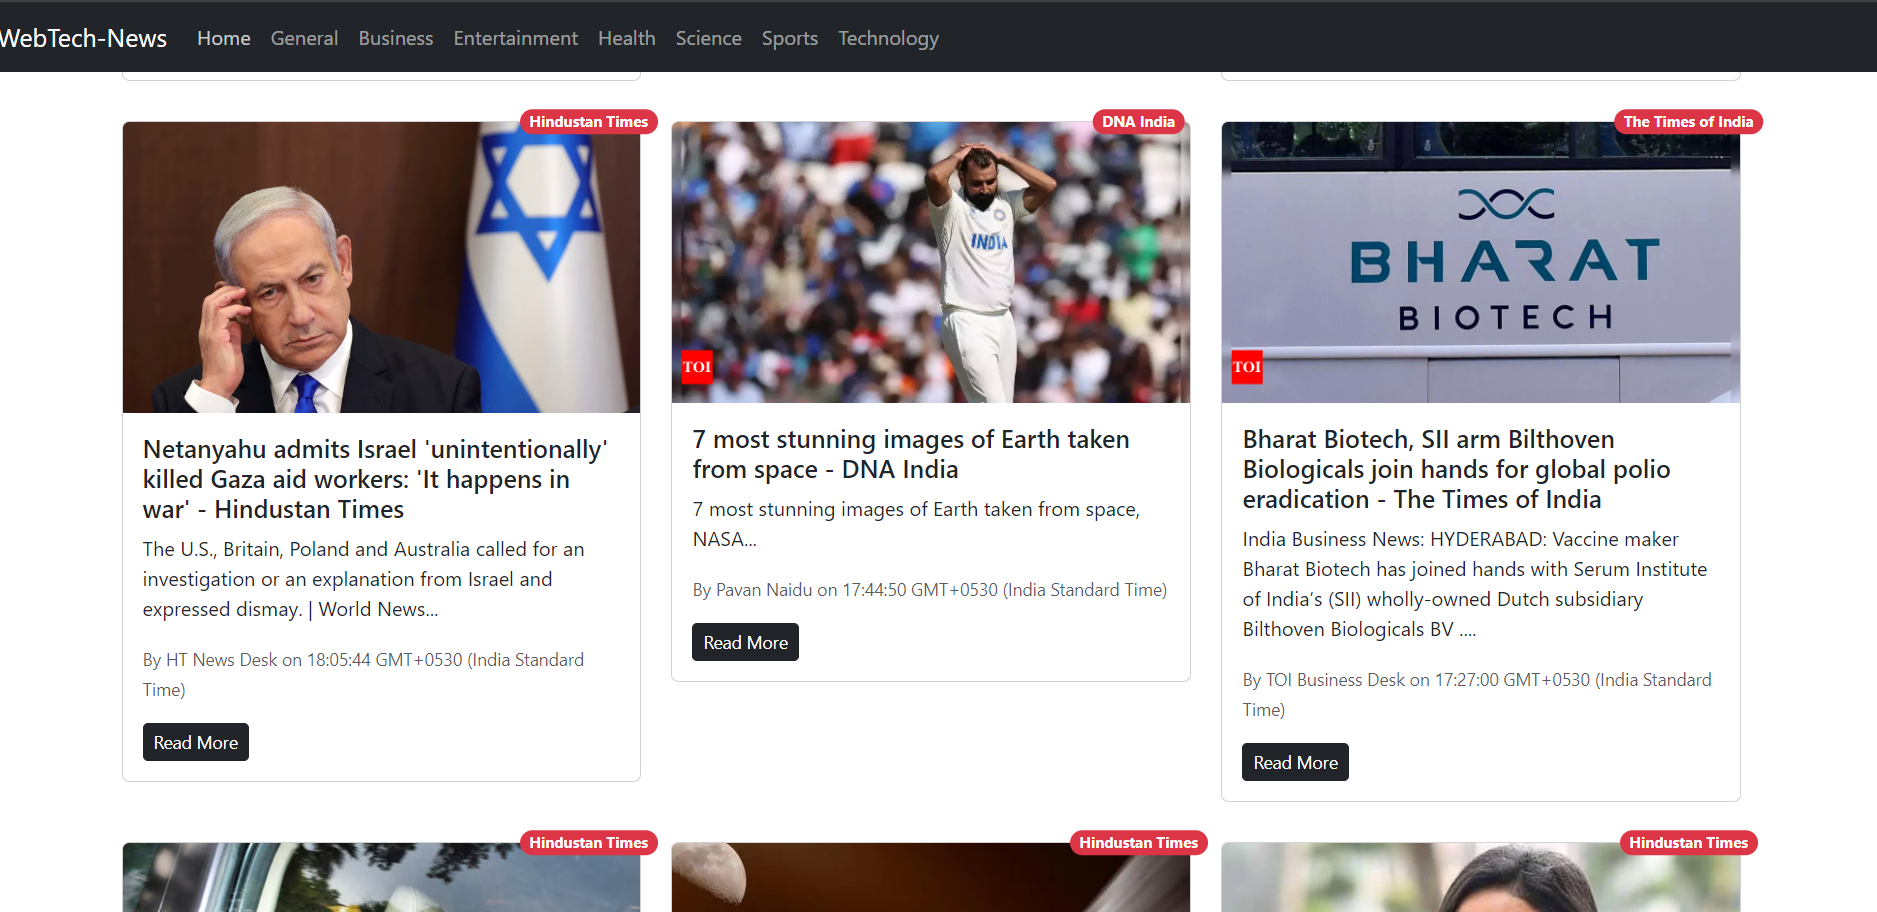 WebTech-News Home General Business Entertainment Health Science Sports Technology
Hindustan Times
Netanyahu admits Israel 'unintentionally'
killed Gaza aid workers: 'It happens in
war' - Hindustan Times
The U.S., Britain, Poland and Australia called for an
investigation or an explanation from Israel and
expressed dismay. | World News...
By HT News Desk on 18:05:44 GMT+0530 (India Standard
Time)
Read More
DNA India
INDIA
TOI
7 most stunning images of Earth taken
from space - DNA India
7 most stunning images of Earth taken from space,
NASA...
By Pavan Naidu on 17:44:50 GMT+0530 (India Standard Time)
Read More
The Times of India
BHARAT
BIOTECH
TOI
Bharat Biotech, SII arm Bilthoven
Biologicals join hands for global polio
eradication - The Times of India
India Business News: HYDERABAD: Vaccine maker
Bharat Biotech has joined hands with Serum Institute
of India’s (SII) wholly-owned Dutch subsidiary
Bilthoven Biologicals BV ....
By TOI Business Desk on 17:27:00 GMT+0530 (India Standard
Time)
Read More
Hindustan Times
Hindustan Times
Hindustan Times